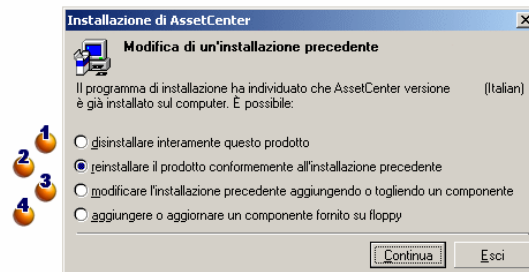 Installazione di AssetCenter
Modifica di un'installazione precedente
Il programma di installazione ha individuato che AssetCenter versione (Italian)
è già installato sul computer. È possibile:
1 disinstallare interamente questo prodotto
2 reinstallare il prodotto conformemente all'installazione precedente
3 modificare l'installazione precedente aggiungendo o togliendo un componente
4 aggiungere o aggiornare un componente fornito su floppy
Continua Esci